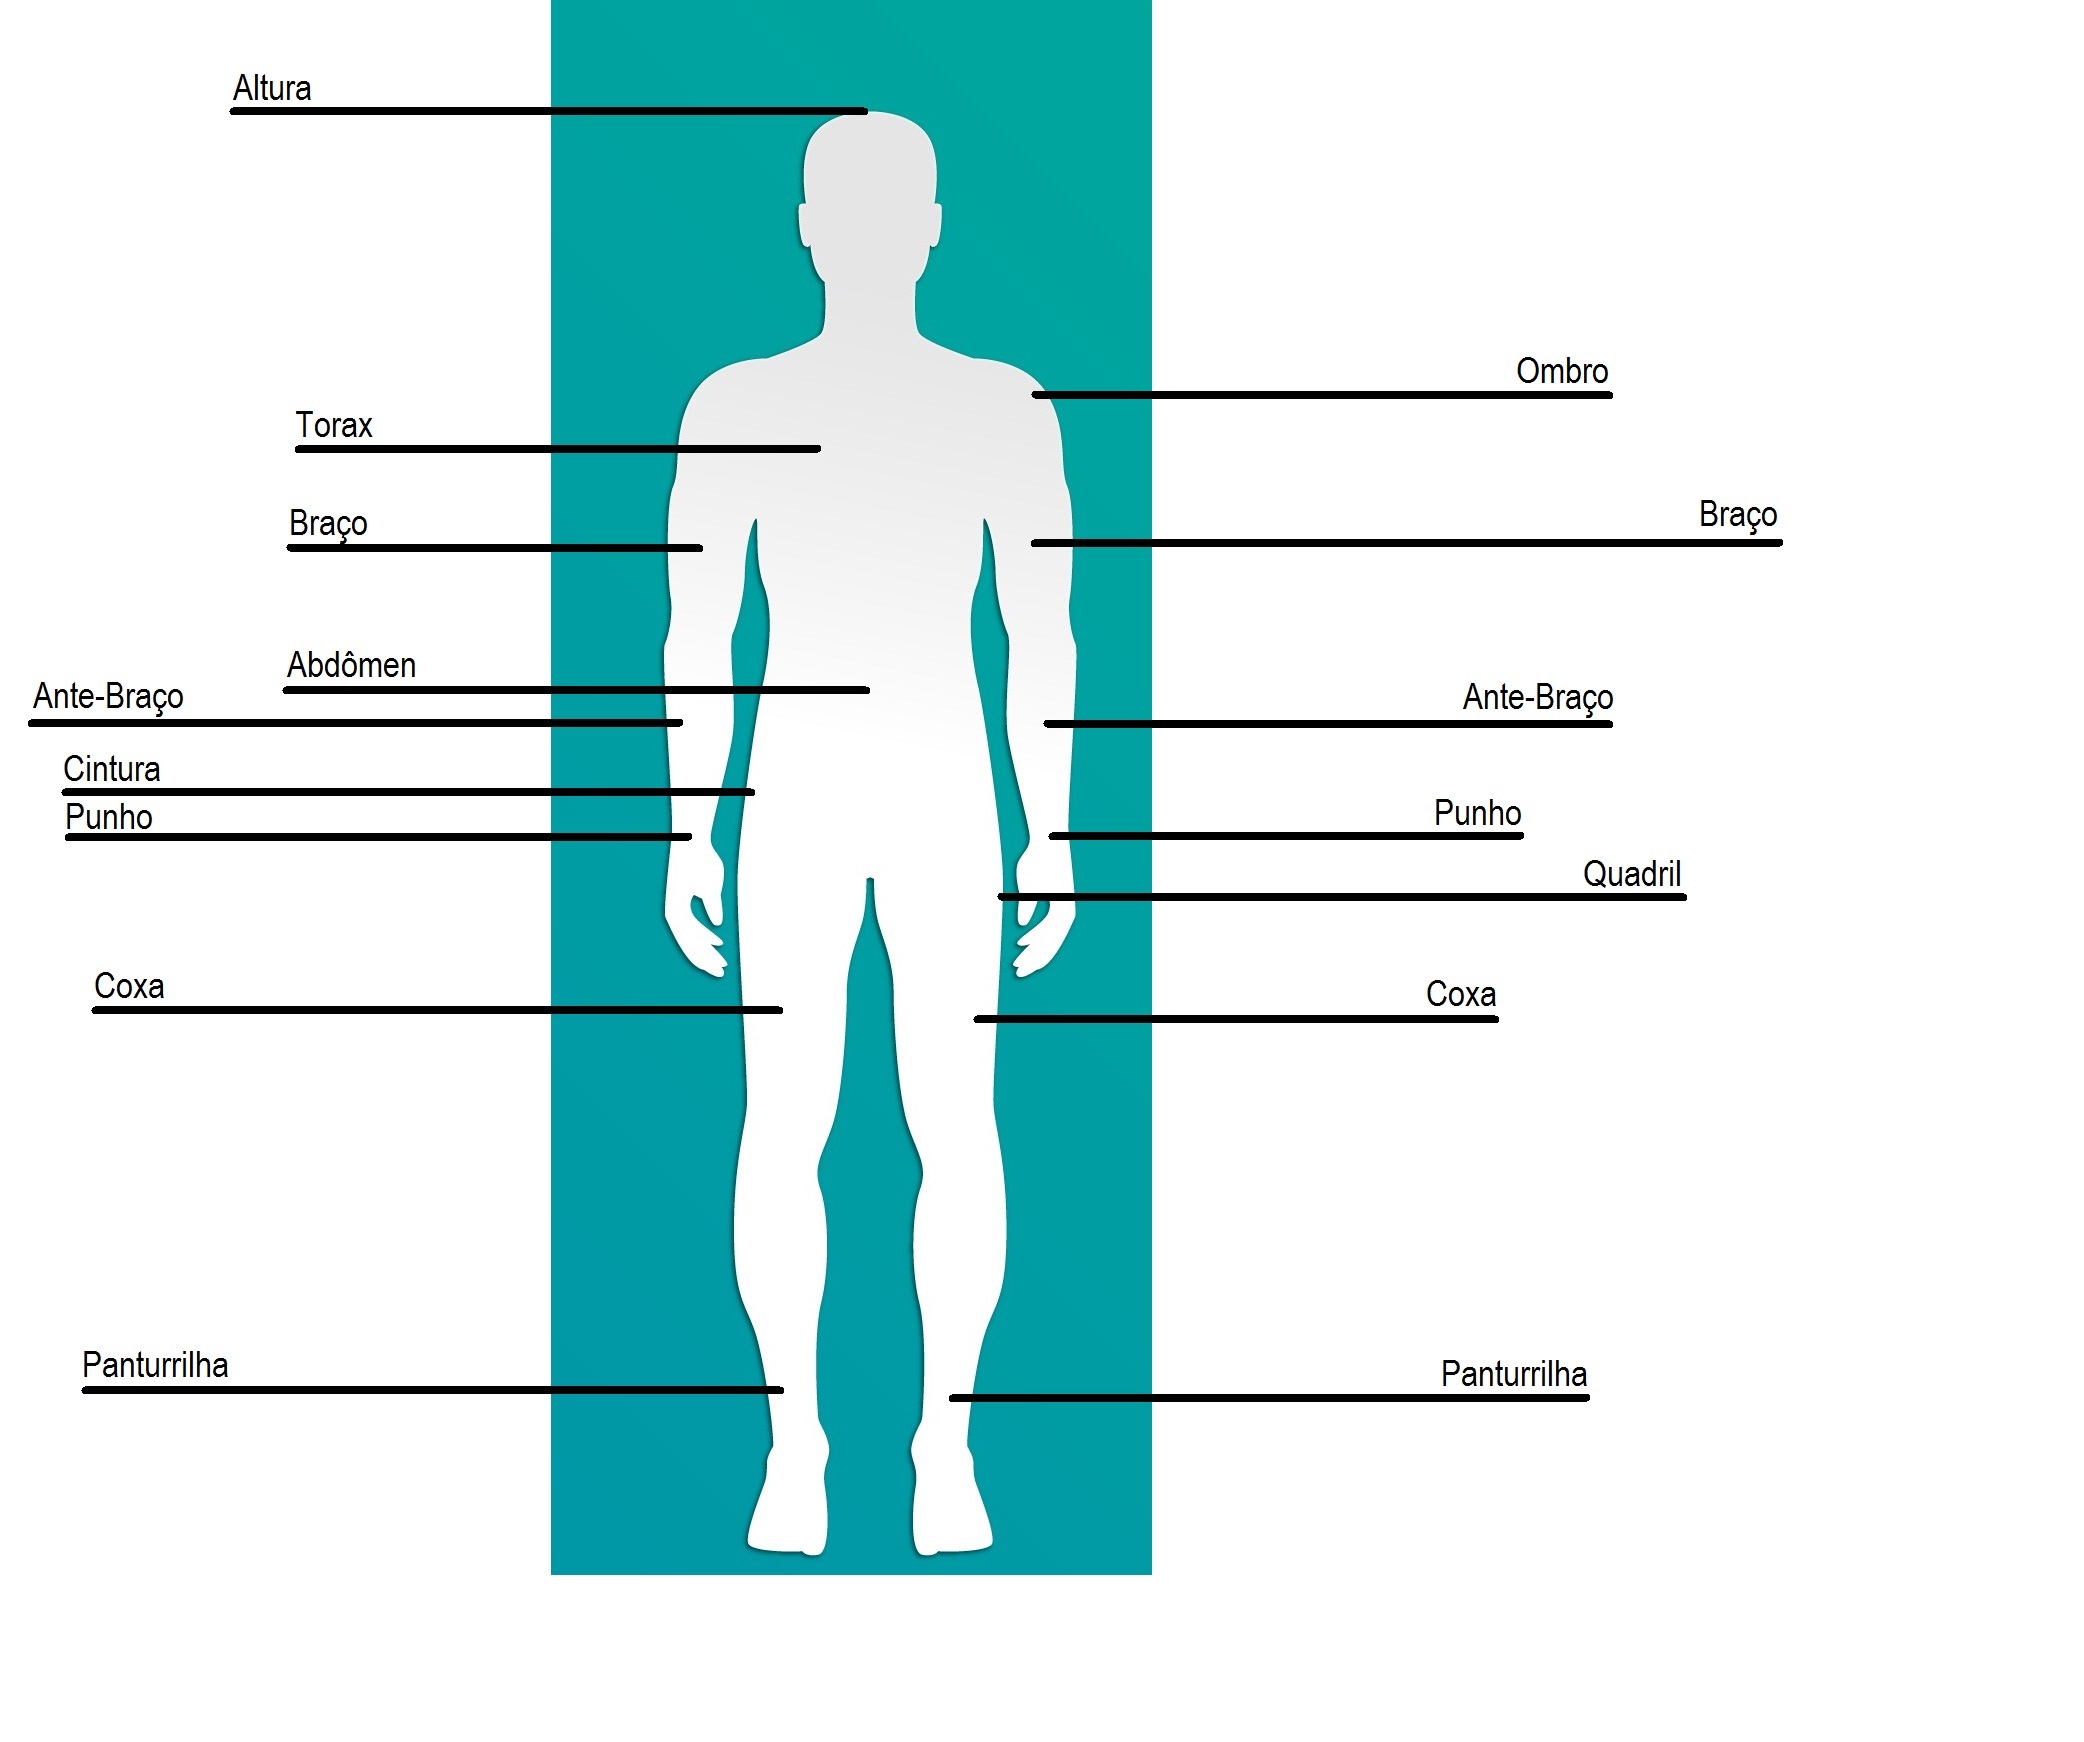 Altura
Ombro
Torax
Braço
Braço
Abdômen
Ante-Braço
Ante-Braço
Cintura
Punho
Punho
Quadril
Coxa
Coxa
Panturrilha
Panturrilha